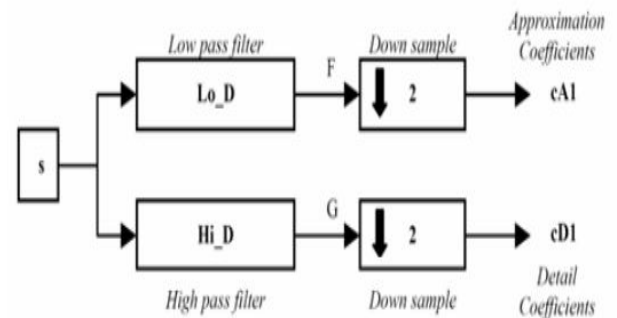 Approximation
Coefficients
Low pass filter
Down sample
F
Lo_D
2
cA1
s
G
Hi_D
2
cD1
High pass filter
Down sample
Detail
Coefficients